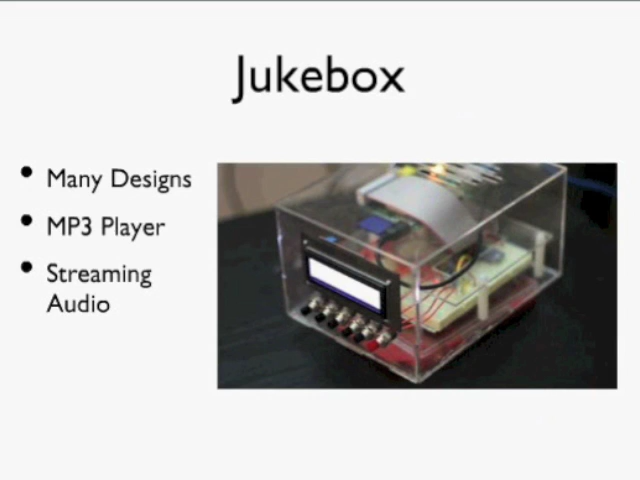 Jukebox
• Many Designs
• MP3 Player
• Streaming
Audio